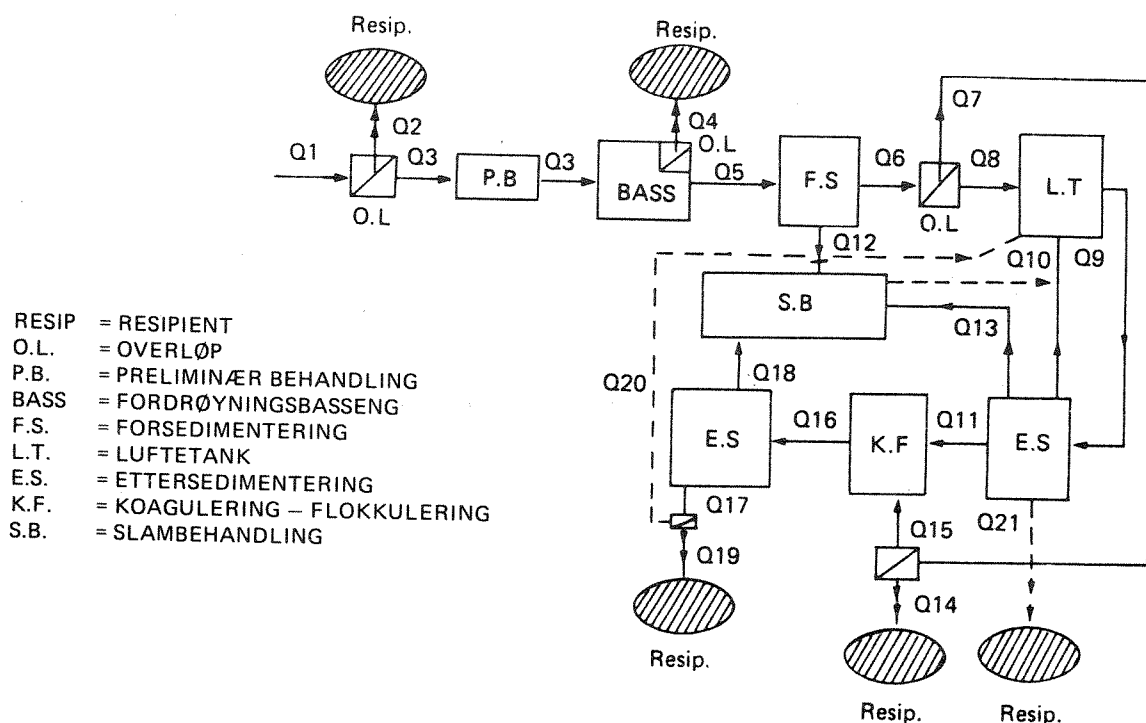 Resip.
Resip.
Q7
Q2
Q4
O.L
Q1
Q3
Q3
Q5
Q6
Q8
P.B
BASS
F.S
L.T
O.L
O.L
Q12
Q10
Q9
S.B
Q13
RESIP = RESIPIENT
O.L. = OVERLØP
P.B. = PRELIMINÆR BEHANDLING
BASS = FORDRØYNINGSBASSENG
F.S. = FORSEDIMENTERING
L.T. = LUFTETANK
E.S. = ETTERSEDIMENTERING
K.F. = KOAGULERING – FLOKKULERING
S.B. = SLAMBEHANDLING
Q20
Q18
Q16
Q11
E.S
K.F
E.S
Q17
Q15
Q21
Q19
Q14
Resip.
Resip.
Resip.